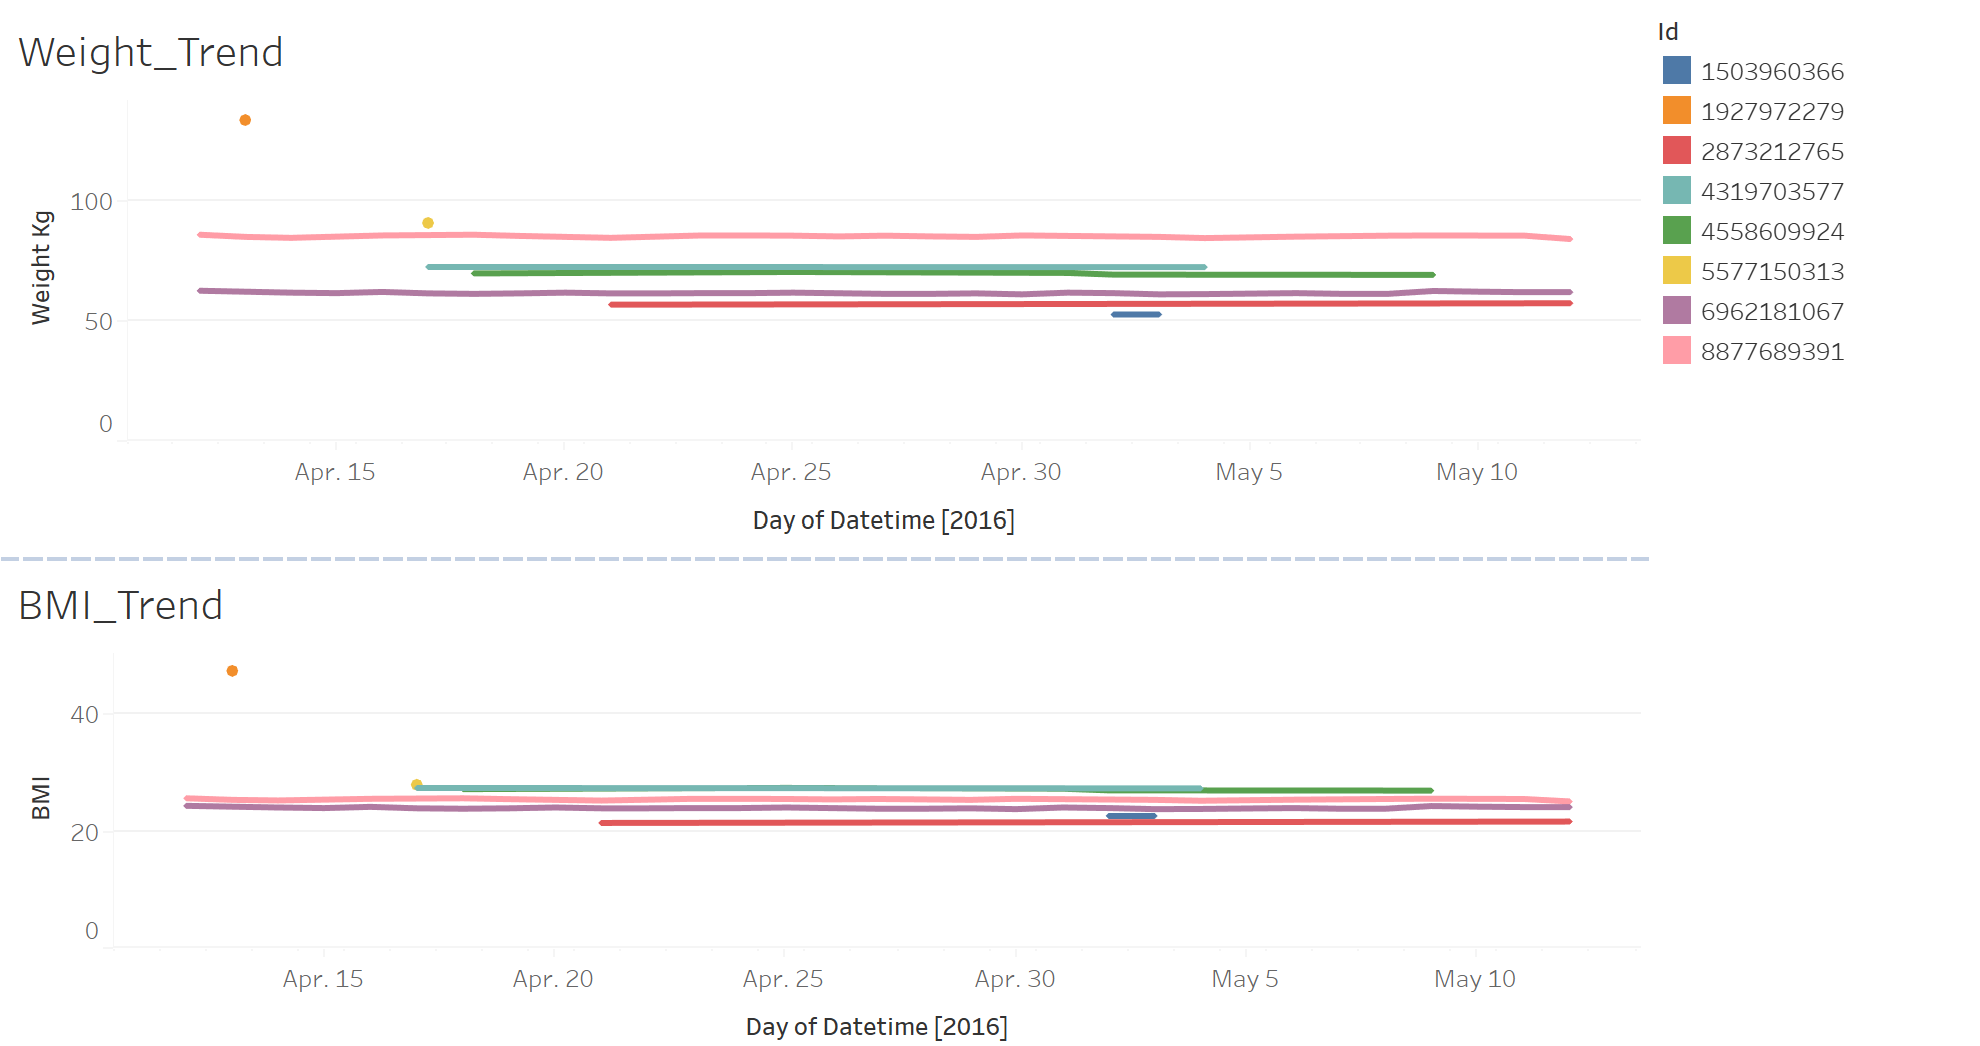 Weight_Trend
Weight Kg
100
50
0
Apr. 15 Apr. 20 Apr. 25 Apr. 30 May 5 May 10
Day of Datetime [2016]
Id
1503960366
1927972279
2873212765
4319703577
4558609924
5577150313
6962181067
8877689391
BMI_Trend
BMI
40
20
0
Apr. 15 Apr. 20 Apr. 25 Apr. 30 May 5 May 10
Day of Datetime [2016]